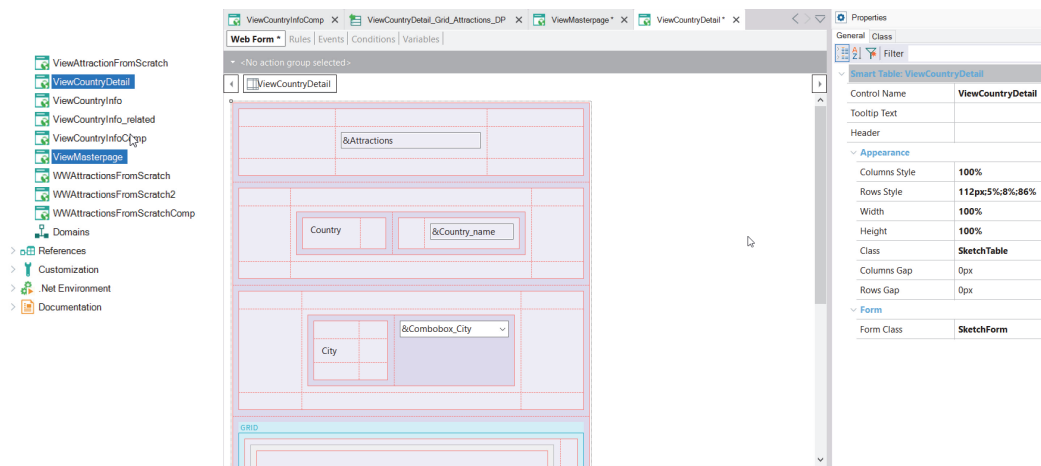 ViewAttractionFromScratch
ViewCountryDetail
ViewCountryInfo
ViewCountryInfo_related
ViewCountryInfoComp
ViewMasterpage
WWAttractionsFromScratch
WWAttractionsFromScratch2
WWAttractionsFromScratchComp
Domains
References
Customization
.Net Environment
Documentation
ViewCountryInfoComp X ViewCountryDetail_Grid_Attractions_DP X ViewMasterpage* X ViewCountryDetail* X
Web Form * Rules Events Conditions Variables
<No action group selected>
ViewCountryDetail
&Attractions
Country &Country_name
&Combobox_City
City
GRID
Properties
General Class
Filter
Smart Table: ViewCountryDetail
Control Name ViewCountryDetail
Tooltip Text
Header
Appearance
Columns Style 100%
Rows Style 112px;5%;8%;86%
Width 100%
Height 100%
Class SketchTable
Columns Gap 0px
Rows Gap 0px
Form
Form Class SketchForm